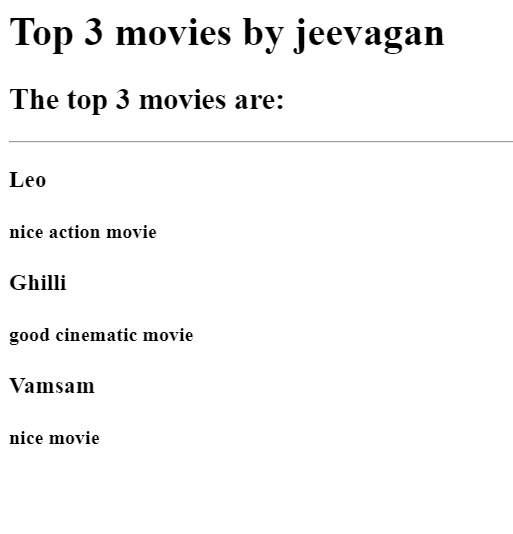 Top 3 movies by jeevagan
The top 3 movies are:
Leo
nice action movie
Ghilli
good cinematic movie
Vamsam
nice movie